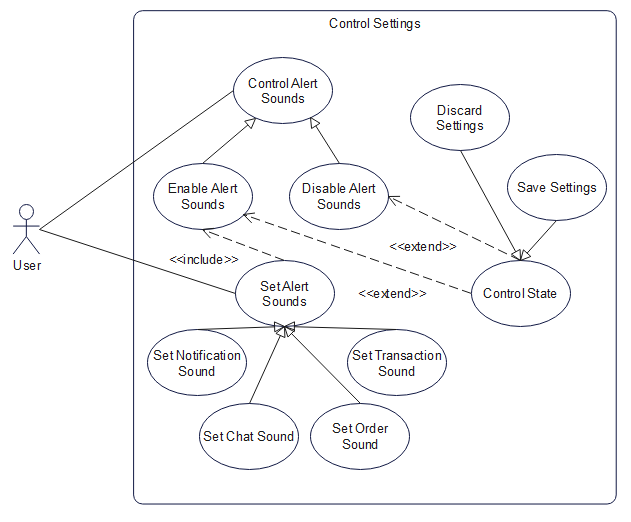 Control Settings
Control Alert
Sounds
Discard
Settings
Enable Alert
Sounds
Disable Alert
Sounds
Save Settings
User
<<include>>
<<extend>>
Set Alert
Sounds
<<extend>>
Control State
Set Notification
Sound
Set Transaction
Sound
Set Chat Sound
Set Order
Sound